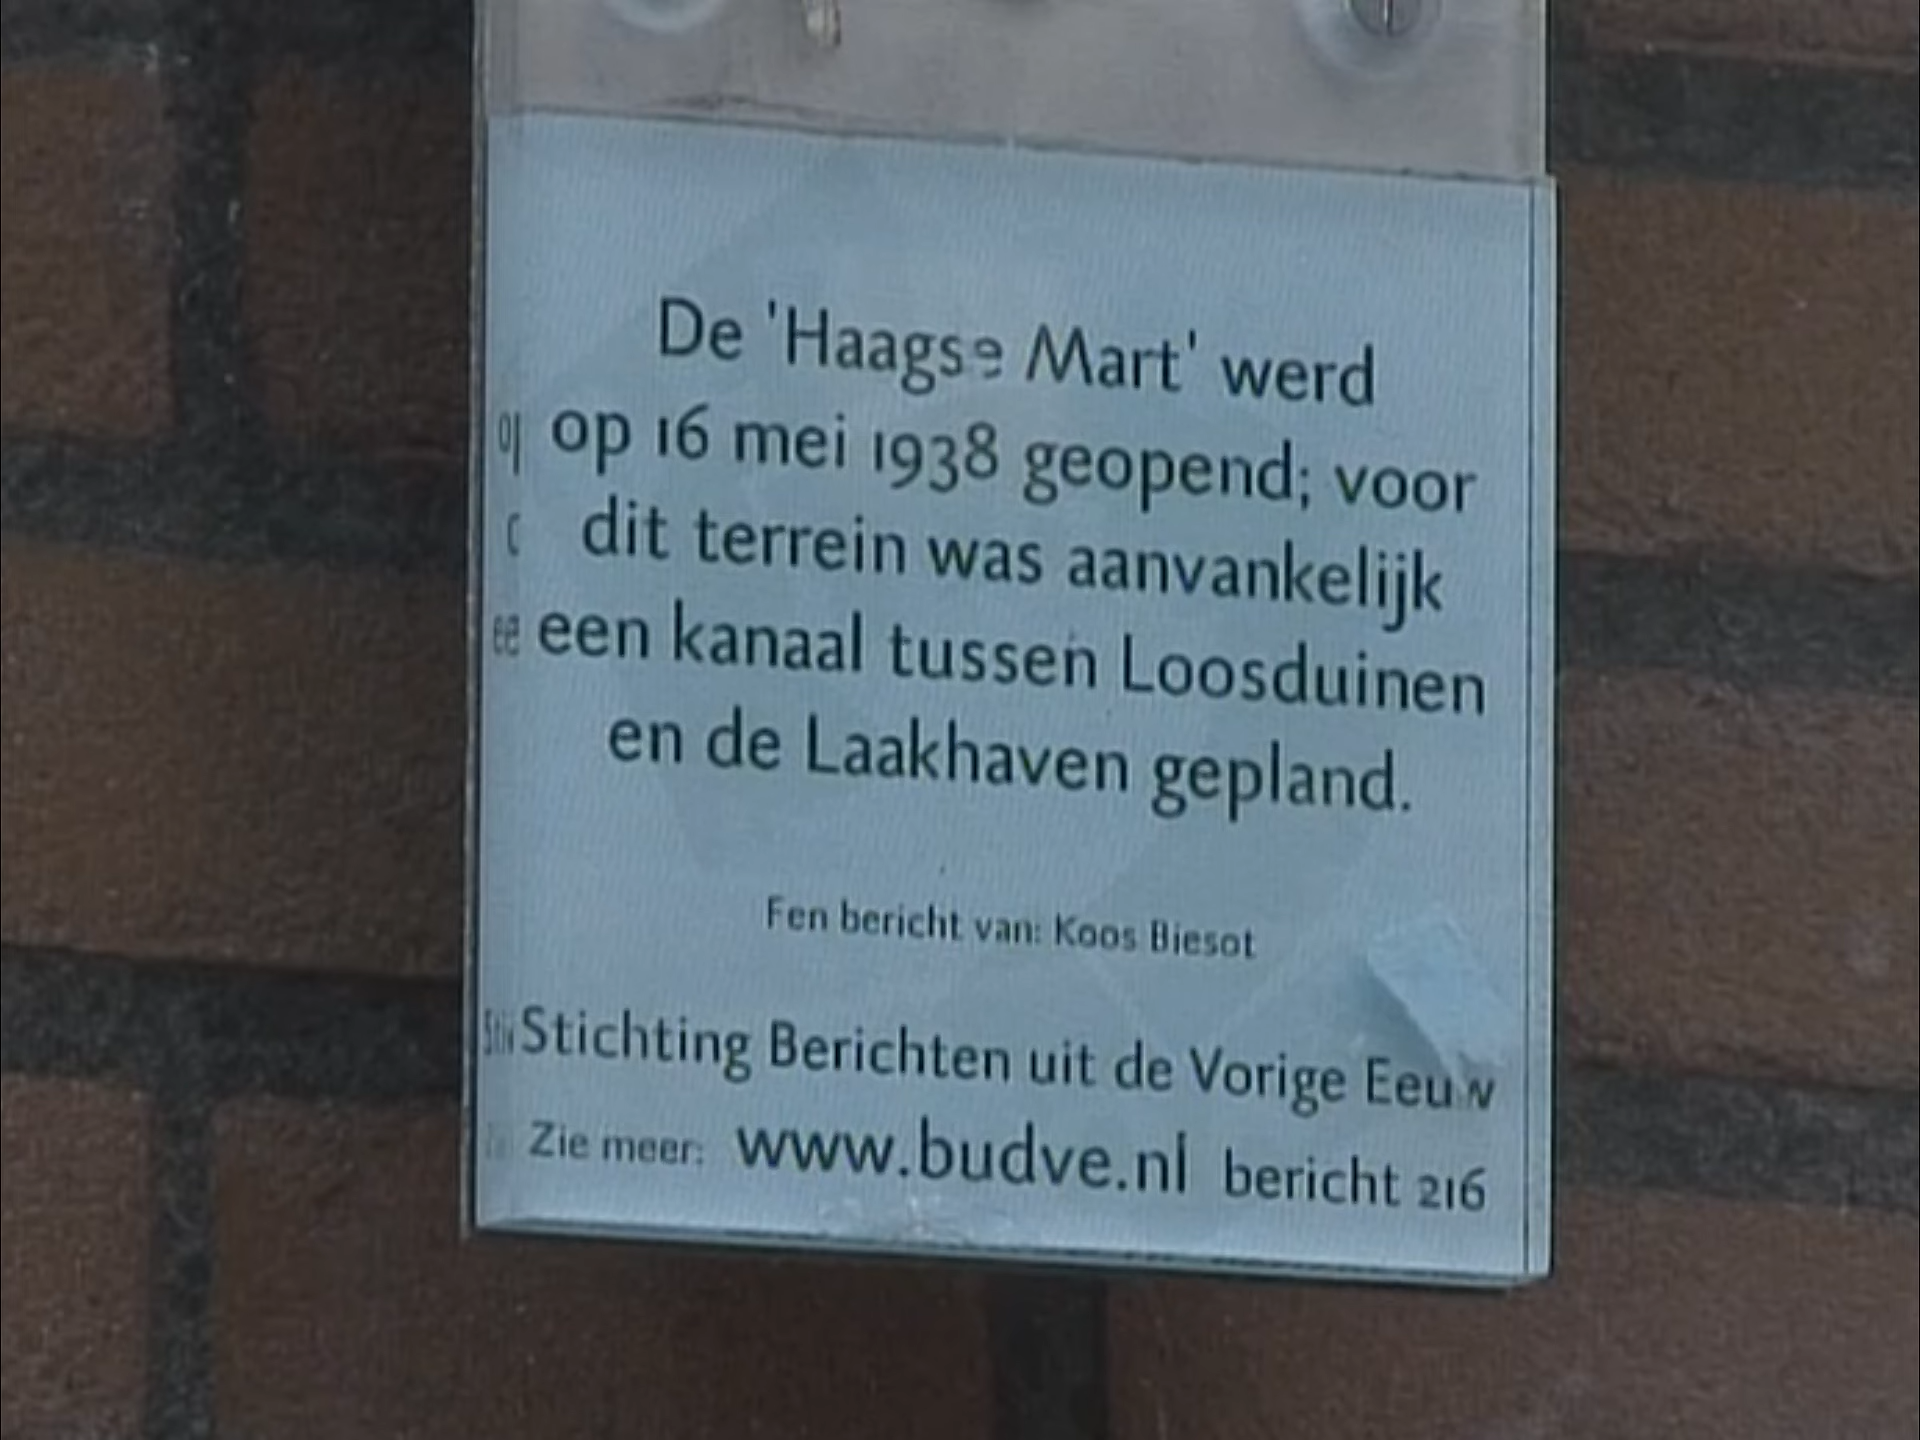 De 'Haagse Mart' werd
op 16 mei 1938 geopend; voor
dit terrein was aanvankelijk
een kanaal tussen Loosduinen
en de Laakhaven gepland.
Een bericht van: Koos Biesot
Stichting Berichten uit de Vorige Eeuw
Zie meer: www.budve.nl bericht 216